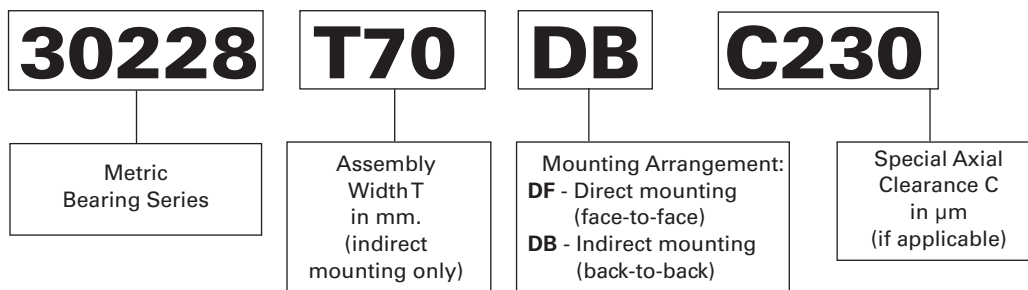 30228 T70 DB C230
Metric
Bearing Series
Assembly
Width T
in mm.
(indirect
mounting only)
Mounting Arrangement:
DF - Direct mounting
(face-to-face)
DB - Indirect mounting
(back-to-back)
Special Axial
Clearance C
in µm
(if applicable)